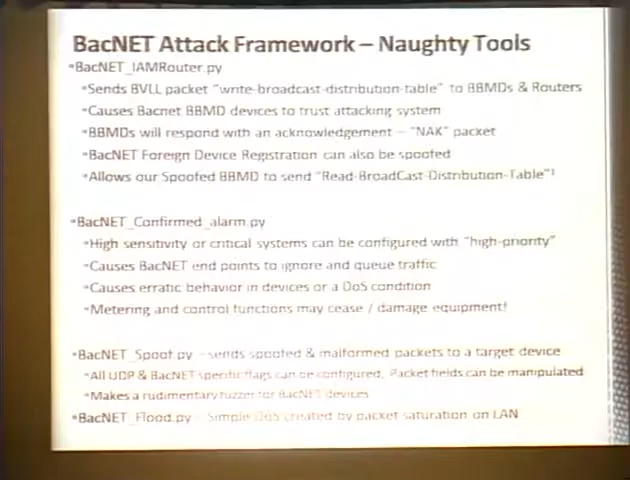 BacNET Attack Framework – Naughty Tools
•BacNET_IAMRouter.py
•Sends BVLL packet "write-broadcast-distribution-table" to BBMDs & Routers
•Causes Bacnet BBMD devices to trust attacking system
•BBMDs will respond with an acknowledgement – "NAK" packet
•BacNET Foreign Device Registration can also be spoofed
•Allows our Spoofed BBMD to send "Read-BroadCast-Distribution-Table"!
•BacNET_Confirmed_alarm.py
•High sensitivity or critical systems can be configured with "high-priority"
•Causes BacNET end points to ignore and queue traffic
•Causes erratic behavior in devices or a DoS condition
•Metering and control functions may cease / damage equipment!
•BacNET_Spoof.py – sends spoofed & malformed packets to a target device
•All UDP & BacNET specific flags can be configured. Packet fields can be manipulated
•Makes a rudimentary fuzzer for BacNET devices
•BacNET_Flood.py – Simple DoS created by packet saturation on LAN